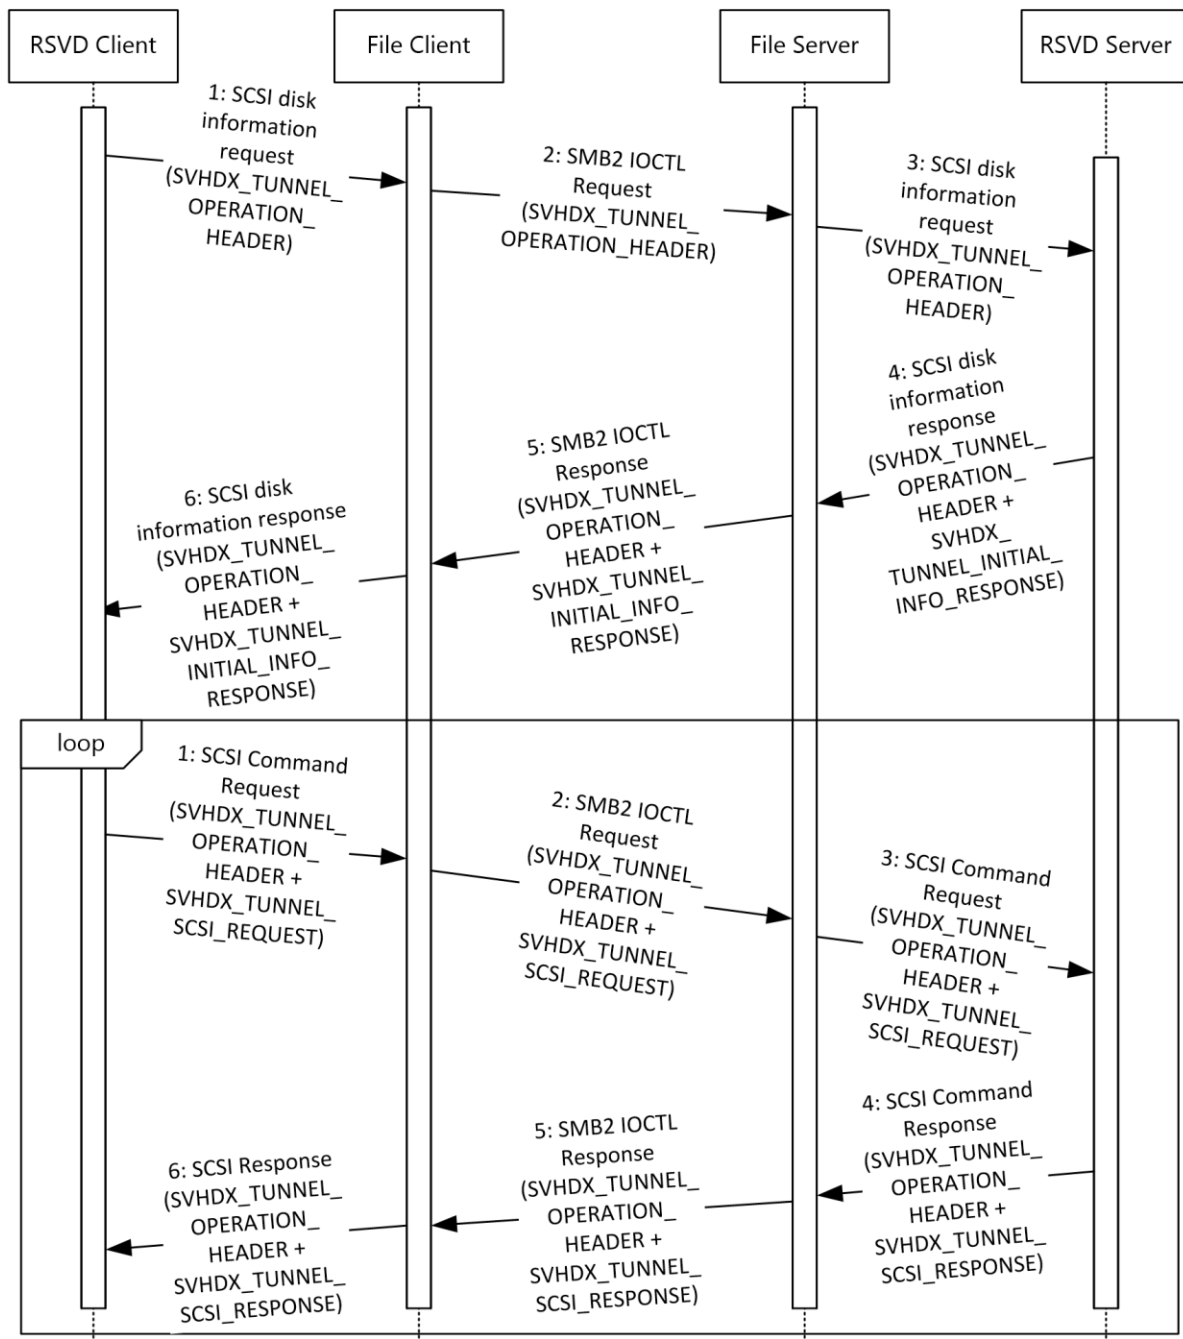 RSVD Client
File Client
File Server
RSVD Server
1: SCSI disk
information
request
(SVHDX_TUNNEL_
OPERATION_
HEADER)
2: SMB2 IOCTL
Request
(SVHDX_TUNNEL_
OPERATION_HEADER)
3: SCSI disk
information
request
(SVHDX_TUNNEL_
OPERATION_
HEADER)
4: SCSI disk
information
response
(SVHDX_TUNNEL_
OPERATION_
HEADER +
SVHDX_
TUNNEL_INITIAL_
INFO_RESPONSE)
5: SMB2 IOCTL
Response
(SVHDX_TUNNEL_
OPERATION_
HEADER +
SVHDX_TUNNEL_
INITIAL_INFO_
RESPONSE)
6: SCSI disk
information response
(SVHDX_TUNNEL_
OPERATION_
HEADER +
SVHDX_TUNNEL_
INITIAL_INFO_
RESPONSE)
loop
1: SCSI Command
Request
(SVHDX_TUNNEL_
OPERATION_
HEADER +
SVHDX_TUNNEL_
SCSI_REQUEST)
2: SMB2 IOCTL
Request
(SVHDX_TUNNEL_
OPERATION_
HEADER +
SVHDX_TUNNEL_
SCSI_REQUEST)
3: SCSI Command
Request
(SVHDX_TUNNEL_
OPERATION_
HEADER +
SVHDX_TUNNEL_
SCSI_REQUEST)
4: SCSI Command
Response
(SVHDX_TUNNEL_
OPERATION_
HEADER +
SVHDX_TUNNEL_
SCSI_RESPONSE)
5: SMB2 IOCTL
Response
(SVHDX_TUNNEL_
OPERATION_
HEADER +
SVHDX_TUNNEL_
SCSI_RESPONSE)
6: SCSI Response
(SVHDX_TUNNEL_
OPERATION_
HEADER +
SVHDX_TUNNEL_
SCSI_RESPONSE)